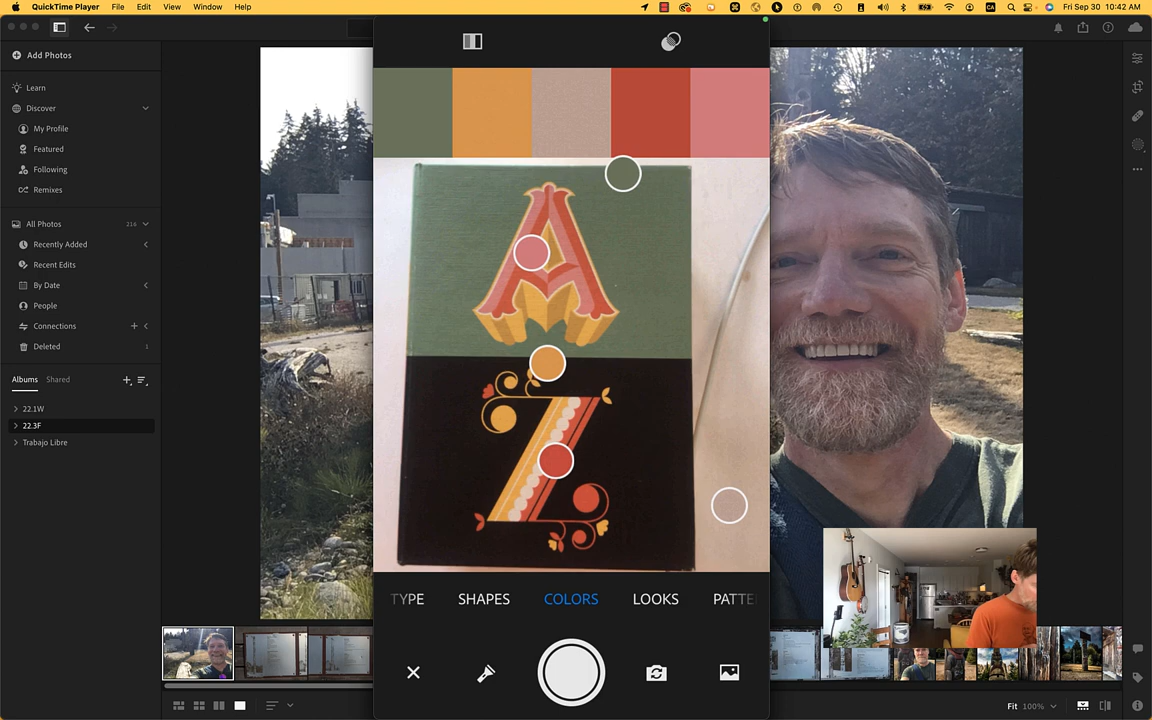 QuickTime Player File Edit View Window Help
CA
Fri Sep 30 10:42 AM
Add Photos
Learn
Discover
My Profile
Featured
Following
Remixes
All Photos 216
Recently Added
Recent Edits
By Date
People
Connections
Deleted 1
Albums Shared
22.1W
22.3F
Trabajo Libre
A
Z
TYPE SHAPES COLORS LOOKS PATTE
Fit 100%